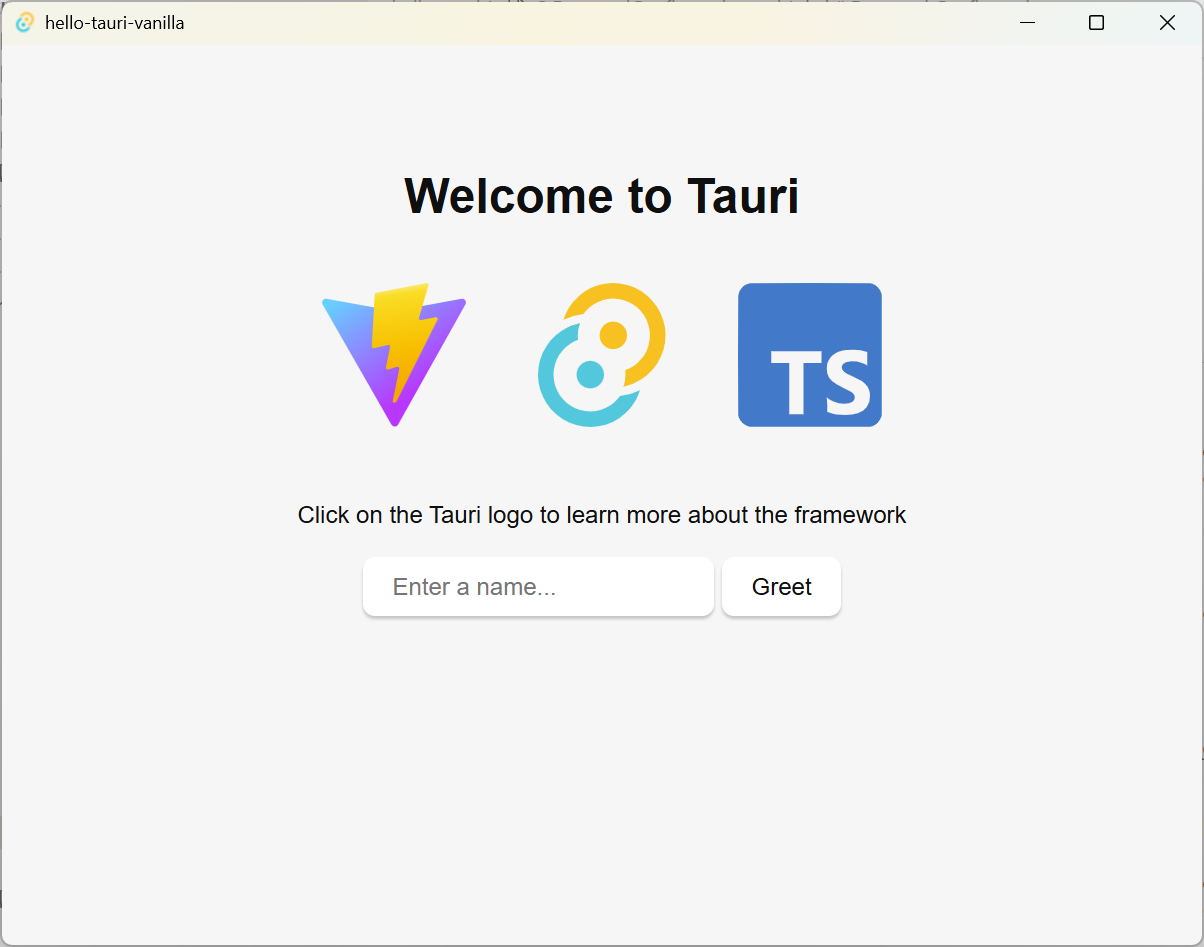 hello-tauri-vanilla
Welcome to Tauri
TS
Click on the Tauri logo to learn more about the framework
Enter a name...
Greet